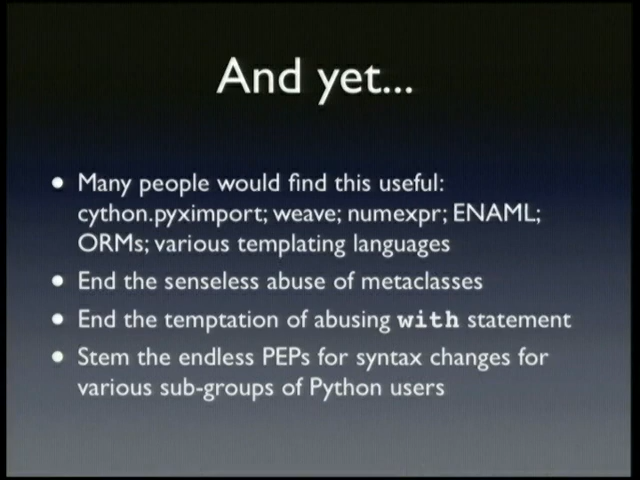 And yet...
• Many people would find this useful:
cython.pyximport; weave; numexpr; ENAML;
ORMs; various templating languages
• End the senseless abuse of metaclasses
• End the temptation of abusing with statement
• Stem the endless PEPs for syntax changes for
various sub-groups of Python users